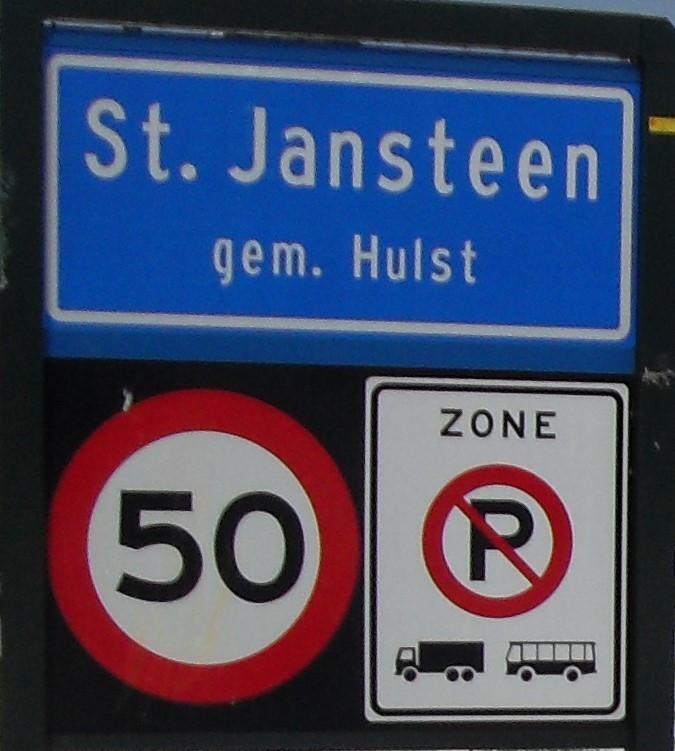 St. Jansteen
gem. Hulst
50
ZONE
P